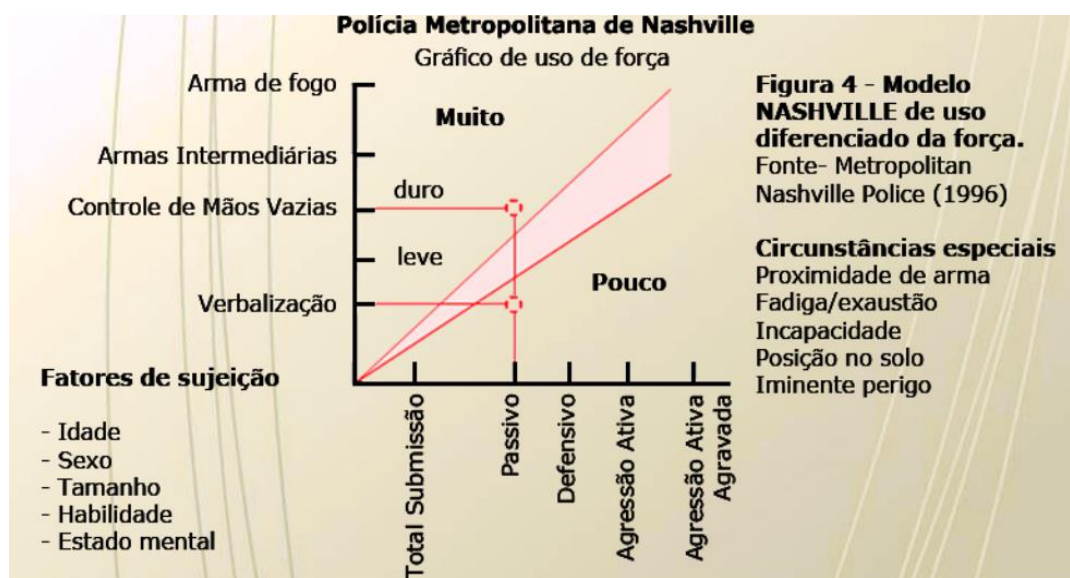 Polícia Metropolitana de Nashville
Gráfico de uso de força
Arma de fogo
Armas Intermediárias
Controle de Mãos Vazias
Verbalização
Muito
duro
leve
Pouco
Total Submissão
Passivo
Defensivo
Agressão Ativa
Agressão Ativa
Agravada
Figura 4 - Modelo
NASHVILLE de uso
diferenciado da força.
Fonte- Metropolitan
Nashville Police (1996)
Circunstâncias especiais
Proximidade de arma
Fadiga/exaustão
Incapacidade
Posição no solo
Iminente perigo
Fatores de sujeição
- Idade
- Sexo
- Tamanho
- Habilidade
- Estado mental